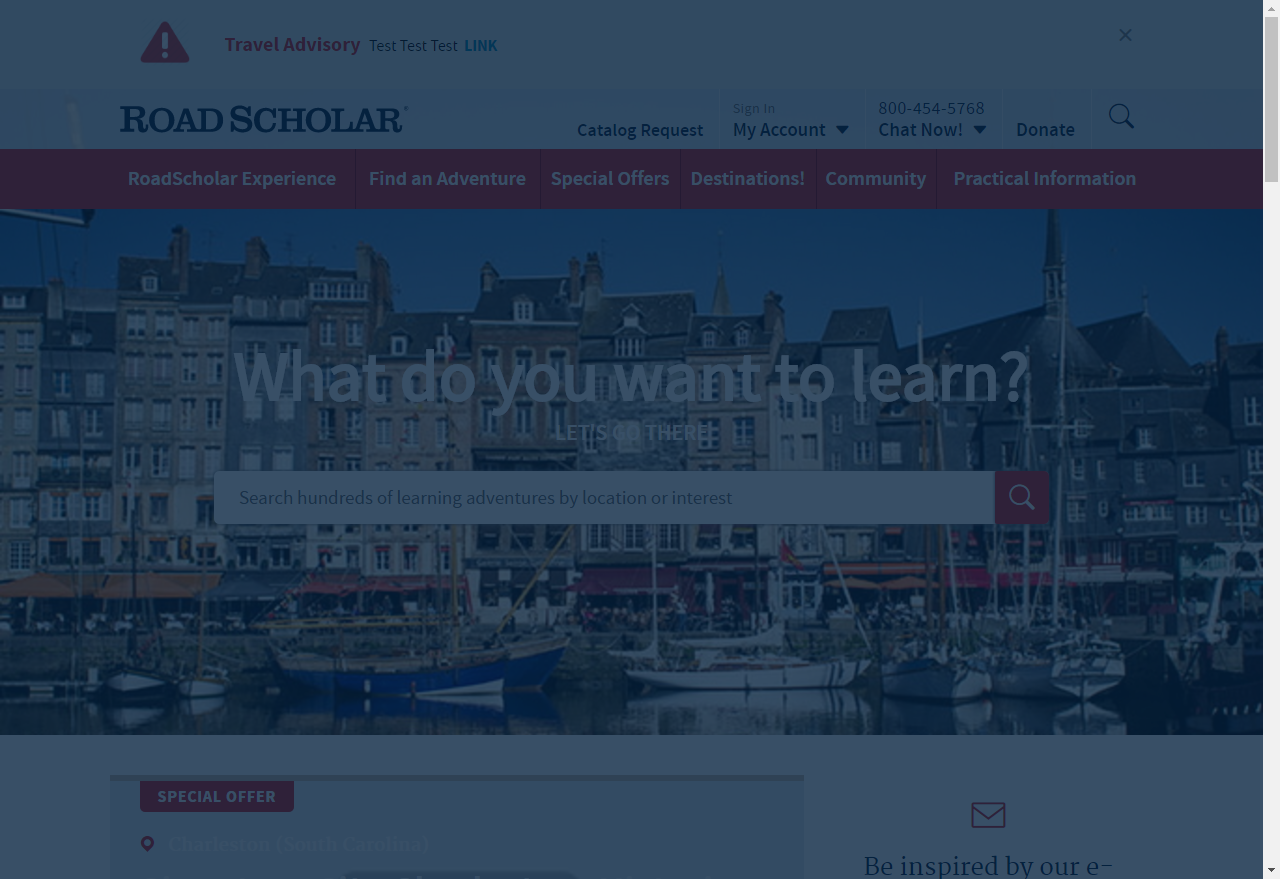 Travel Advisory Test Test Test LINK
ROAD SCHOLAR®
Catalog Request
Sign In
My Account
800-454-5768
Chat Now!
Donate
RoadScholar Experience
Find an Adventure
Special Offers
Destinations!
Community
Practical Information
What do you want to learn?
LET'S GO THERE
Search hundreds of learning adventures by location or interest
SPECIAL OFFER
Charleston (South Carolina)
Be inspired by our e-